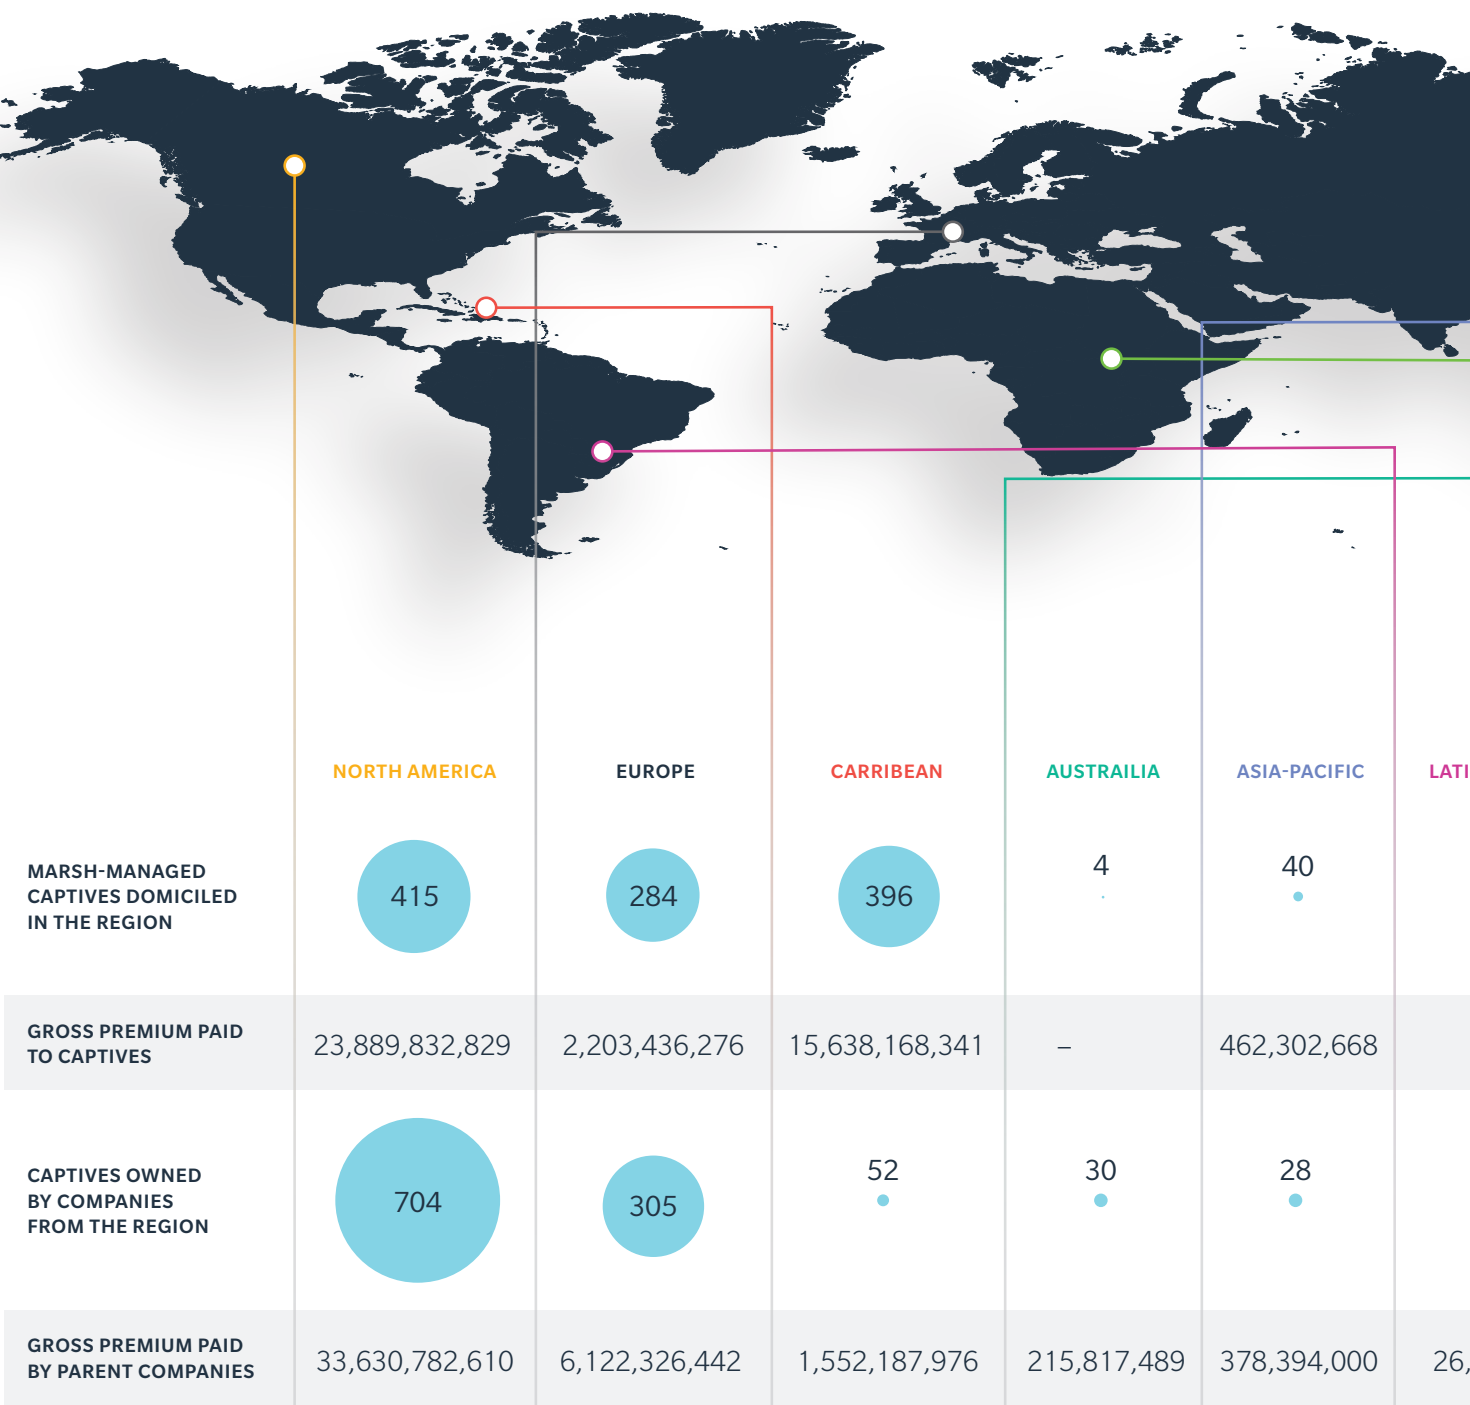 NORTH AMERICA EUROPE CARRIBEAN AUSTRAILIA ASIA-PACIFIC
MARSH-MANAGED
CAPTIVES DOMICILED
IN THE REGION
415 284 396 4 40
GROSS PREMIUM PAID
TO CAPTIVES
23,889,832,829 2,203,436,276 15,638,168,341 – 462,302,668
CAPTIVES OWNED
BY COMPANIES
FROM THE REGION
704 305 52 30 28
GROSS PREMIUM PAID
BY PARENT COMPANIES
33,630,782,610 6,122,326,442 1,552,187,976 215,817,489 378,394,000